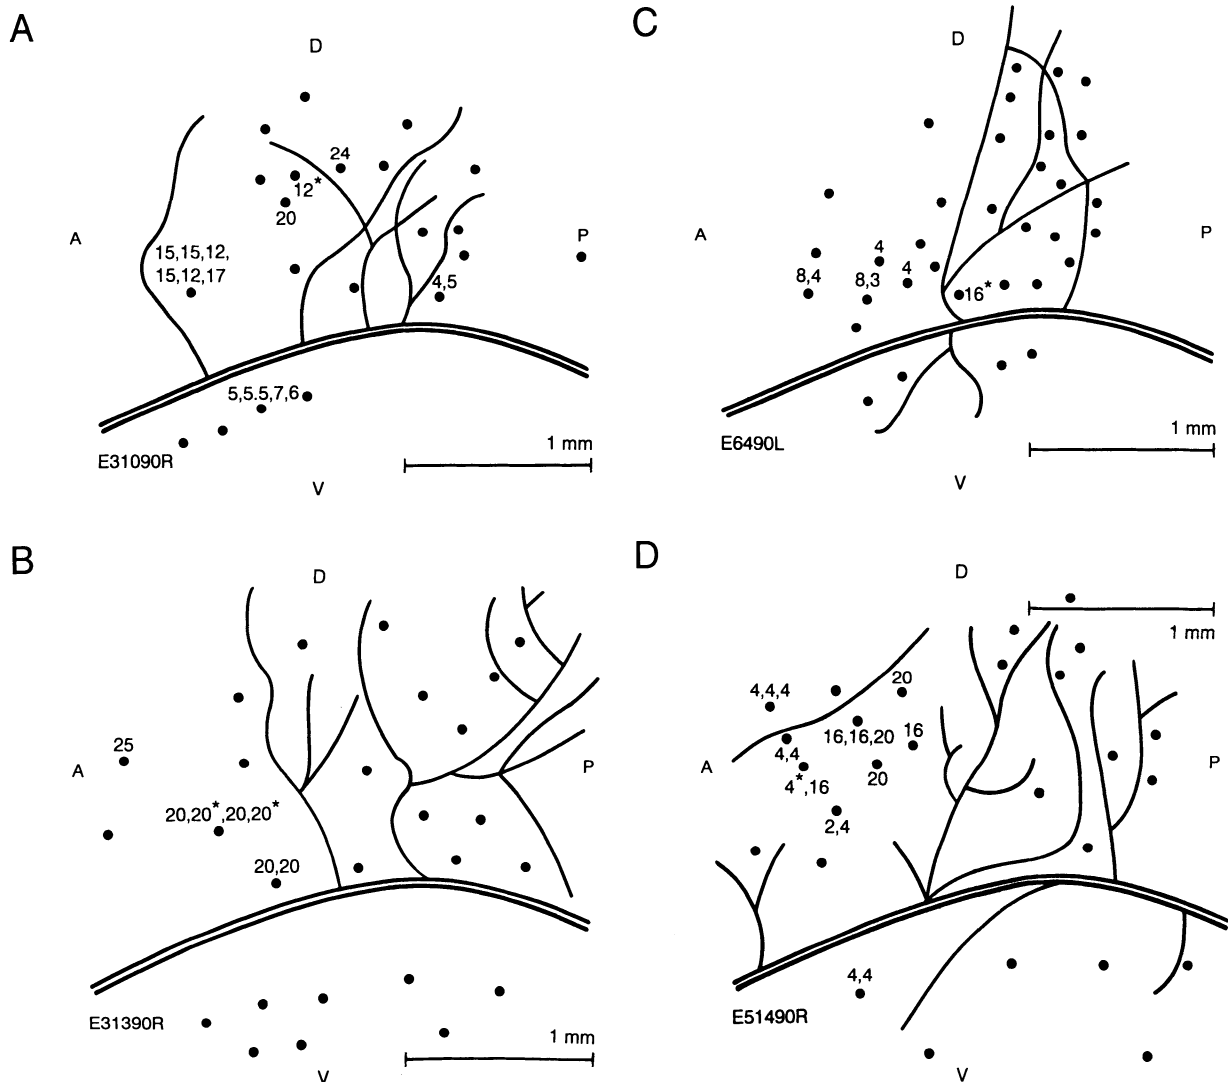 A
D
24
12*
20
A
15,15,12,
15,12,17
P
4,5
5,5.5,7,6
1 mm
E31090R
V
C
D
A
P
4
8,4
8,3
4
16*
1 mm
E6490L
V
B
D
25
A
P
20,20*,20,20*
20,20
E31390R
1 mm
V
D
D
1 mm
4,4,4
20
16,16,20
16
4,4
A
P
4*,16
20
2,4
4,4
E51490R
V